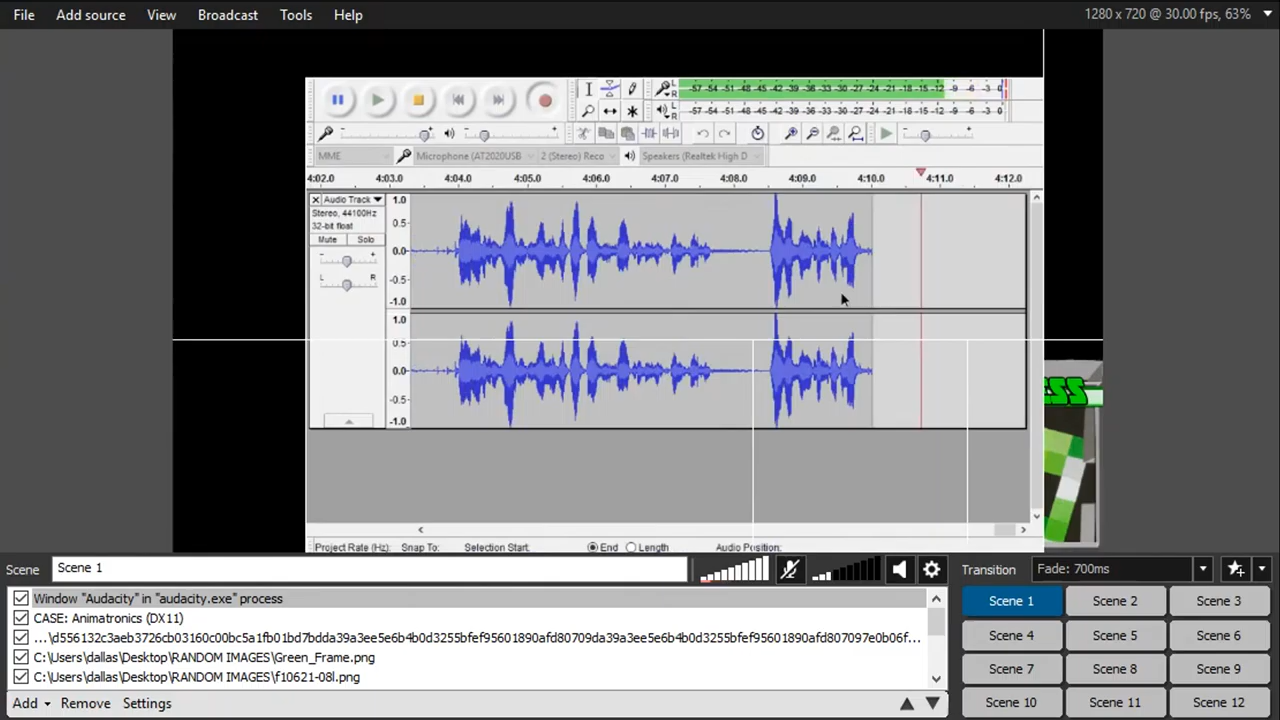 File Add source View Broadcast Tools Help 1280 x 720 @ 30.00 fps, 63%
L R -57 -54 -51 -48 -45 -42 -39 -36 -33 -30 -27 -24 -21 -18 -15 -12 -9 -6 -3 0
L R -57 -54 -51 -48 -45 -42 -39 -36 -33 -30 -27 -24 -21 -18 -15 -12 -9 -6 -3 0
- + - + - +
MME Microphone (AT2020USB 2 (Stereo) Reco Speakers (Realtek High D
4:02.0 4:03.0 4:04.0 4:05.0 4:06.0 4:07.0 4:08.0 4:09.0 4:10.0 4:11.0 4:12.0
X Audio Track 1.0
Stereo, 44100Hz
32-bit float 0.5
Mute Solo
- + 0.0
L R -0.5
-1.0
1.0
0.5
0.0
-0.5
-1.0
Project Rate (Hz): Snap To: Selection Start: End Length Audio Position:
Scene Scene 1 Transition Fade: 700ms
Window "Audacity" in "audacity.exe" process
CASE: Animatronics (DX11)
...\d556132c3aeb3726cb03160c00bc5a1fb01bd7bdda39a3ee5e6b4b0d3255bfef95601890afd80709da39a3ee5e6b4b0d3255bfef95601890afd807097e0b06f...
C:\Users\dallas\Desktop\RANDOM IMAGES\Green_Frame.png
C:\Users\dallas\Desktop\RANDOM IMAGES\f10621-08l.png
Add Remove Settings
Scene 1 Scene 2 Scene 3
Scene 4 Scene 5 Scene 6
Scene 7 Scene 8 Scene 9
Scene 10 Scene 11 Scene 12